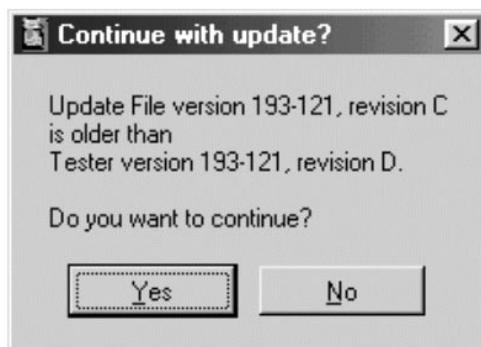 Continue with update?
Update File version 193-121, revision C
is older than
Tester version 193-121, revision D.
Do you want to continue?
Yes
No